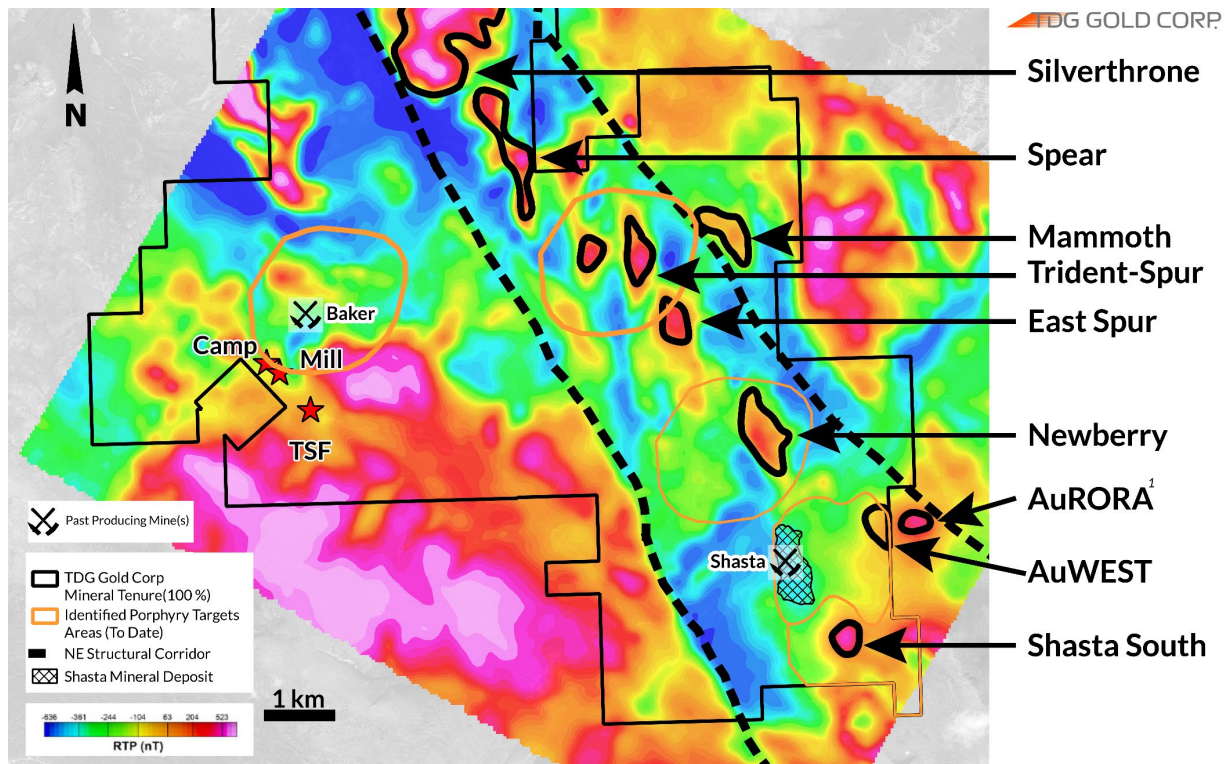 TDG GOLD CORP.
Silverthrone
N
Spear
Mammoth
Trident-Spur
Baker
East Spur
Camp
Mill
TSF
Newberry
AuRORA¹
Past Producing Mine(s)
Shasta
AuWEST
TDG Gold Corp
Mineral Tenure(100 %)
Identified Porphyry Targets
Areas (To Date)
NE Structural Corridor
Shasta Mineral Deposit
Shasta South
1 km
-636 -361 -244 -104 63 204 523
RTP (nT)